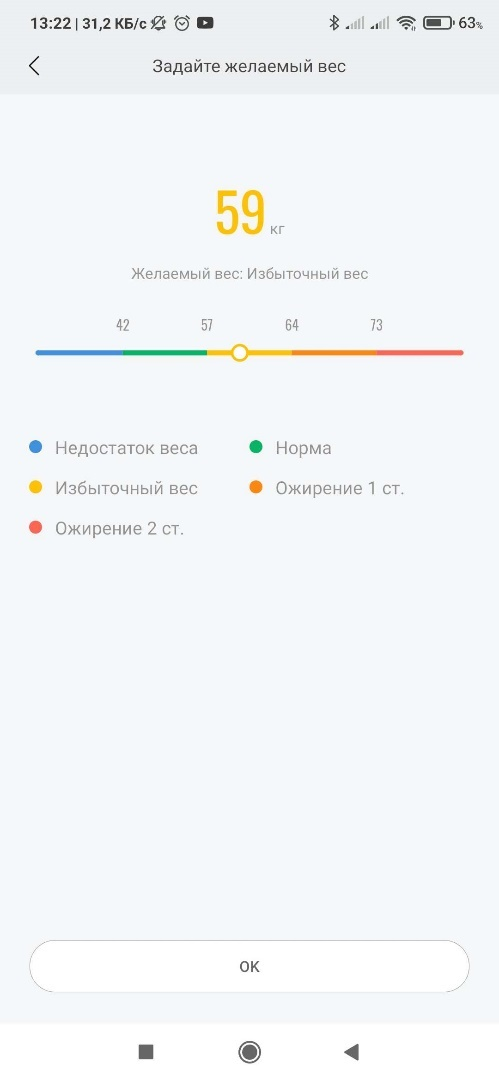 13:22 | 31,2 КБ/с 63%
Задайте желаемый вес
59 кг
Желаемый вес: Избыточный вес
42 57 64 73
Недостаток веса Норма
Избыточный вес Ожирение 1 ст.
Ожирение 2 ст.
OK